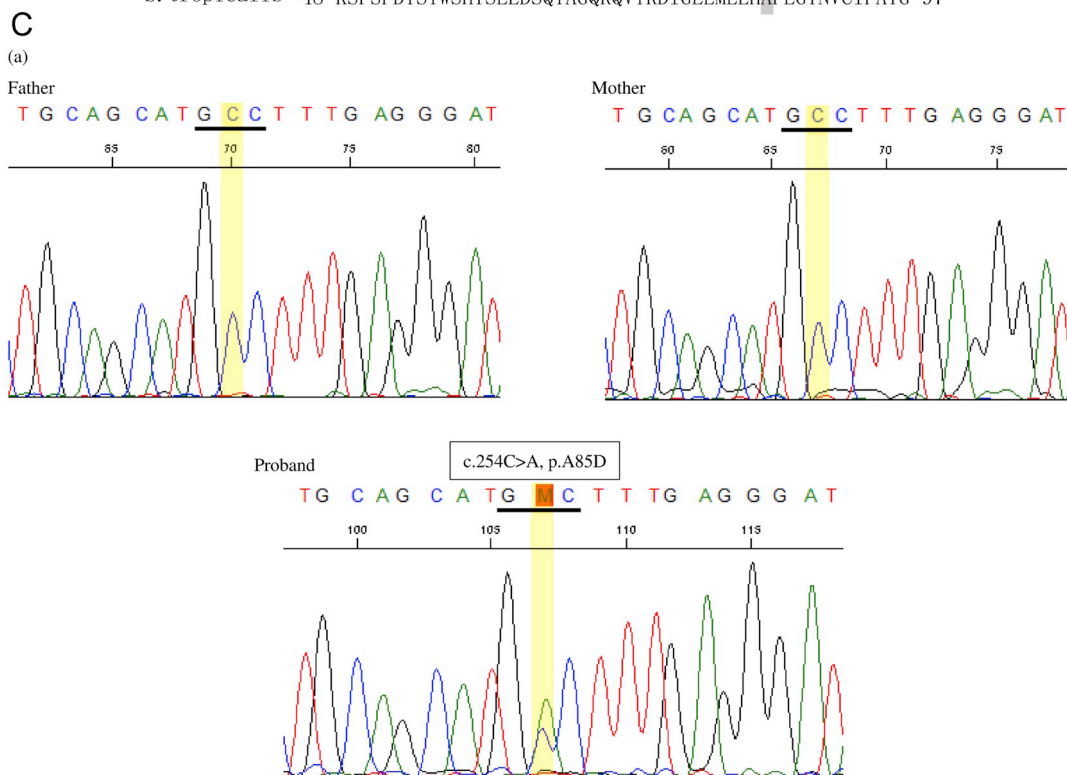 C
(a)
Father
T G C A G C A T G C C T T T G A G G G A T
65 70 75 80
Mother
T G C A G C A T G C C T T T G A G G G A T
60 65 70 75
c.254C>A, p.A85D
Proband
T G C A G C A T G M C T T T G A G G G A T
100 105 110 115